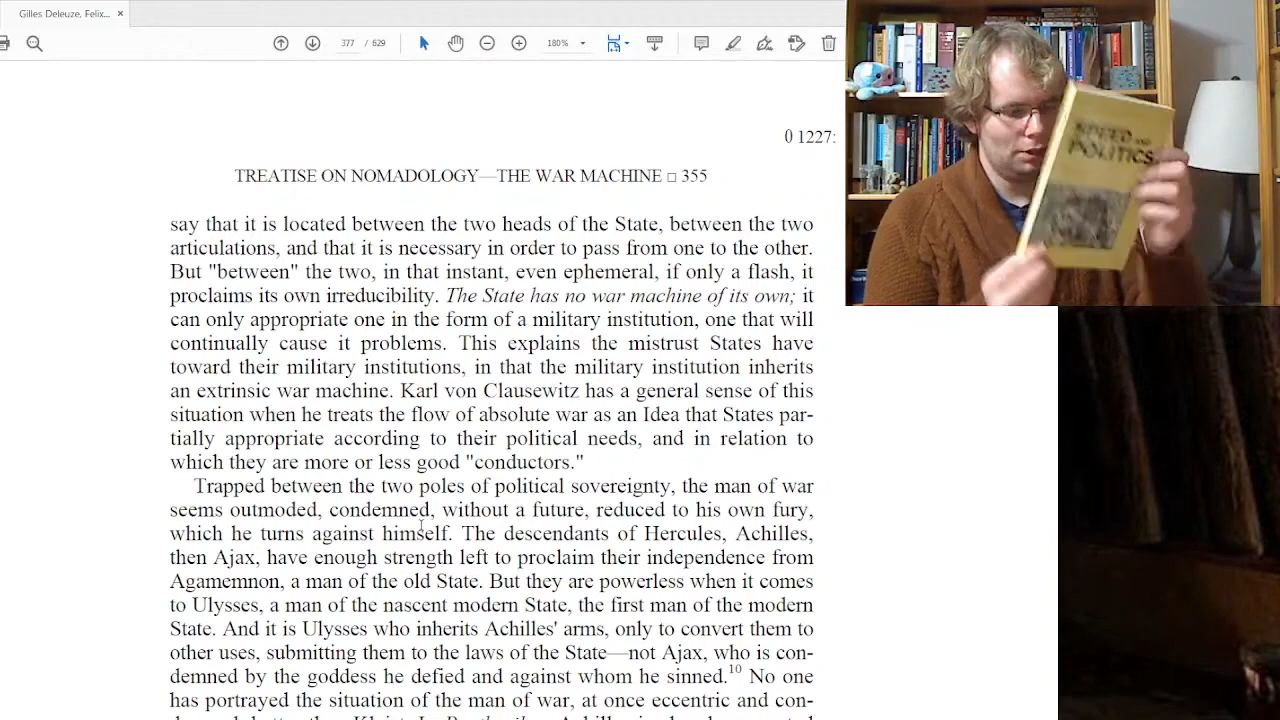 Gilles Deleuze, Felix...
377 / 629
180%
0 1227:
TREATISE ON NOMADOLOGY—THE WAR MACHINE □ 355
say that it is located between the two heads of the State, between the two
articulations, and that it is necessary in order to pass from one to the other.
But "between" the two, in that instant, even ephemeral, if only a flash, it
proclaims its own irreducibility. The State has no war machine of its own; it
can only appropriate one in the form of a military institution, one that will
continually cause it problems. This explains the mistrust States have
toward their military institutions, in that the military institution inherits
an extrinsic war machine. Karl von Clausewitz has a general sense of this
situation when he treats the flow of absolute war as an Idea that States par-
tially appropriate according to their political needs, and in relation to
which they are more or less good "conductors."
Trapped between the two poles of political sovereignty, the man of war
seems outmoded, condemned, without a future, reduced to his own fury,
which he turns against himself. The descendants of Hercules, Achilles,
then Ajax, have enough strength left to proclaim their independence from
Agamemnon, a man of the old State. But they are powerless when it comes
to Ulysses, a man of the nascent modern State, the first man of the modern
State. And it is Ulysses who inherits Achilles' arms, only to convert them to
other uses, submitting them to the laws of the State—not Ajax, who is con-
demned by the goddess he defied and against whom he sinned.10 No one
has portrayed the situation of the man of war, at once eccentric and con-
SPEED AND
POLITICS